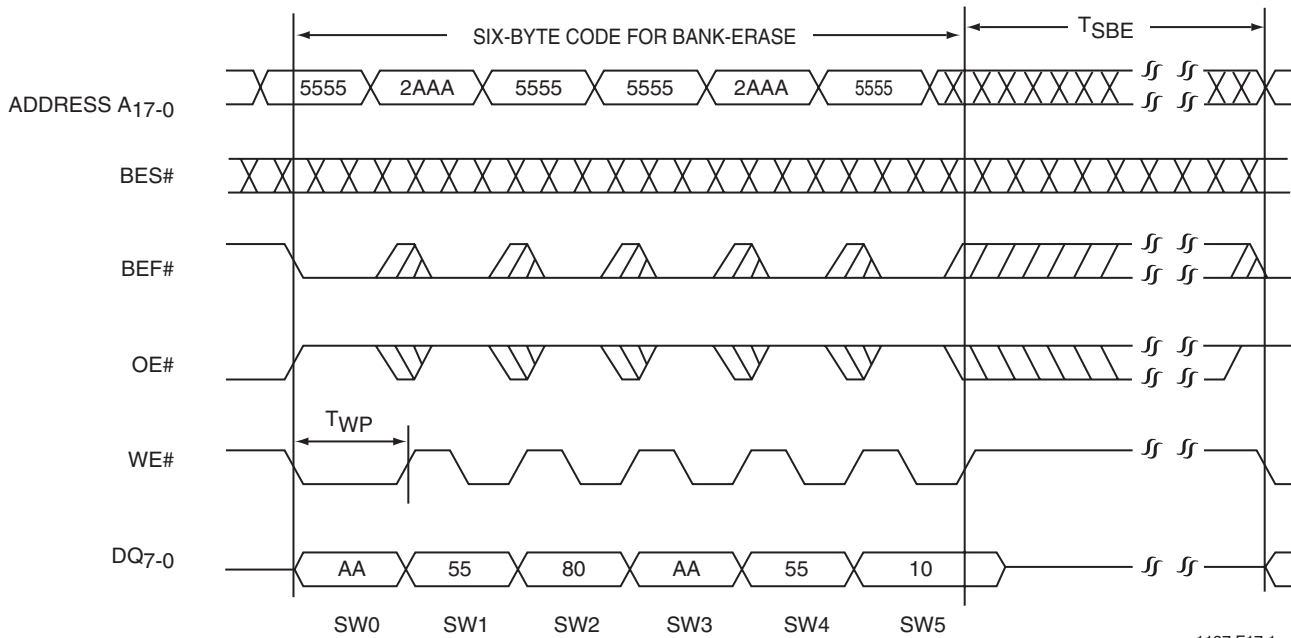 SIX-BYTE CODE FOR BANK-ERASE TSBE
ADDRESS A17-0 5555 2AAA 5555 5555 2AAA 5555
BES#
BEF#
OE#
TWP
WE#
DQ7-0 AA 55 80 AA 55 10
SW0 SW1 SW2 SW3 SW4 SW5